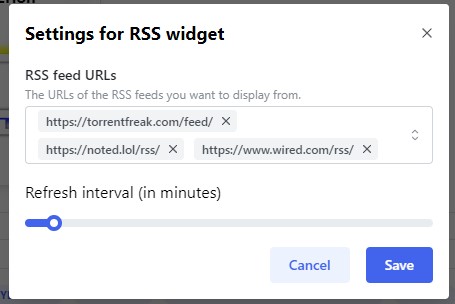 Settings for RSS widget
RSS feed URLs
The URLs of the RSS feeds you want to display from.
https://torrentfreak.com/feed/
https://noted.lol/rss/ https://www.wired.com/rss/
Refresh interval (in minutes)
Cancel Save